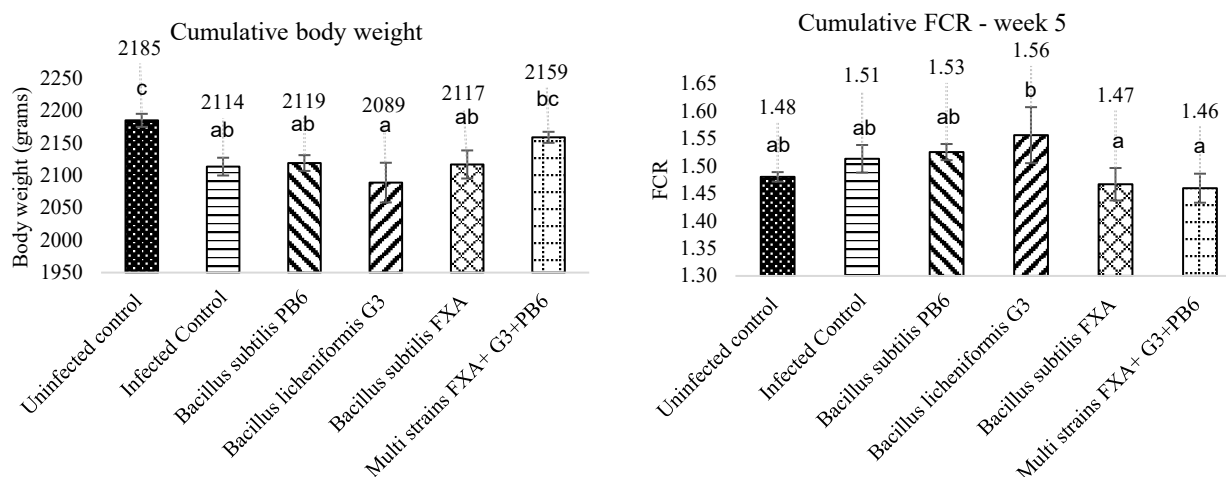 Cumulative body weight
Body weight (grams)
2250
2200
2150
2100
2050
2000
1950
2185
c
2114
ab
2119
ab
2089
a
2117
ab
2159
bc
Uninfected control
Infected Control
Bacillus subtilis PB6
Bacillus licheniformis G3
Bacillus subtilis FXA
Multi strains FXA+ G3+PB6
Cumulative FCR - week 5
FCR
1.65
1.60
1.55
1.50
1.45
1.40
1.35
1.30
1.48
ab
1.51
ab
1.53
ab
1.56
b
1.47
a
1.46
a
Uninfected control
Infected Control
Bacillus subtilis PB6
Bacillus licheniformis G3
Bacillus subtilis FXA
Multi strains FXA+ G3+PB6